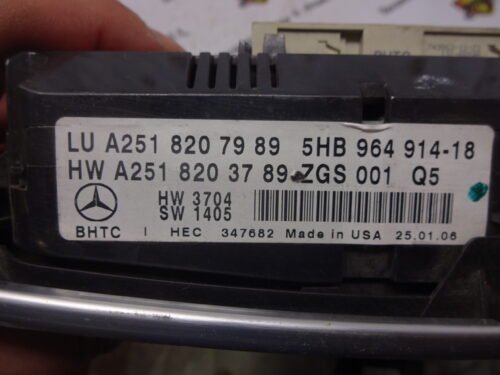 LU A251 820 79 89 5HB 964 914-18
HW A251 820 37 89 ZGS 001 Q5
HW 3704
SW 1405
BHTC I HEC 347682 Made in USA 25.01.06